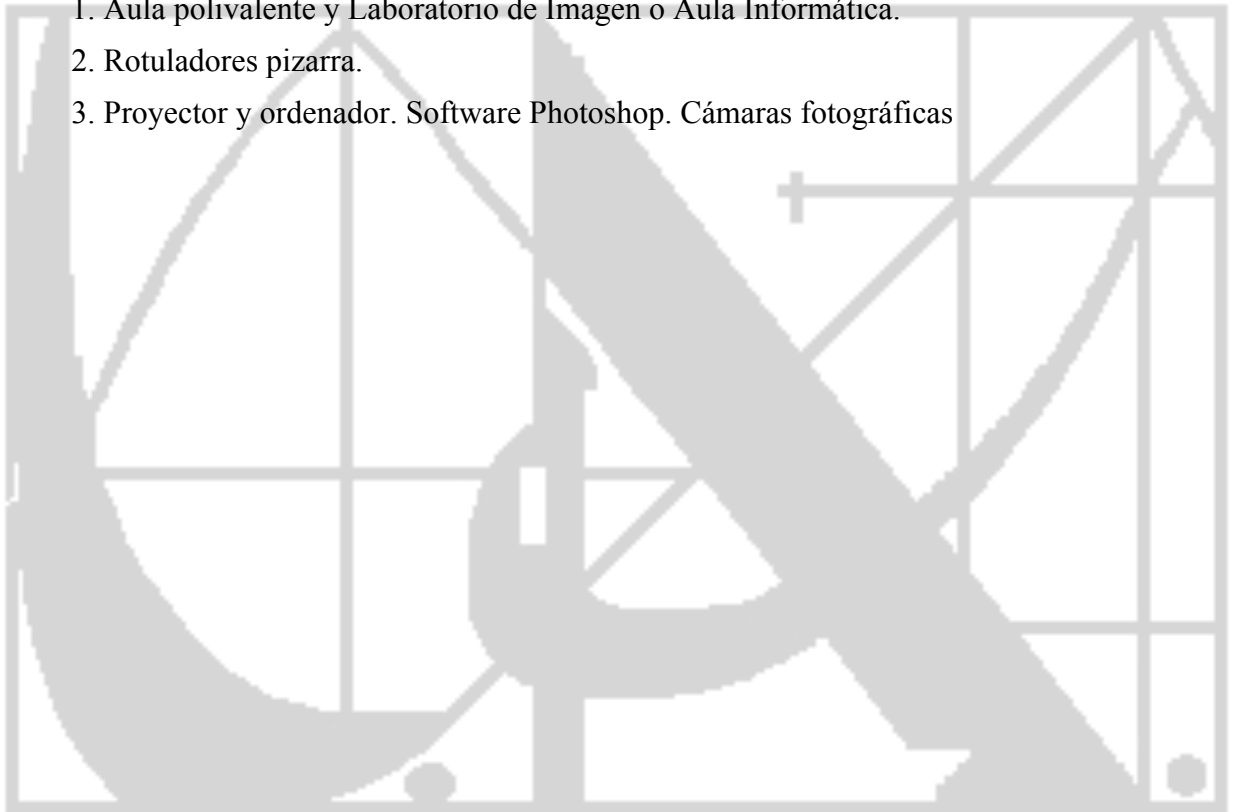 1. Aula polivalente y Laboratorio de Imagen o Aula Informática.
2. Rotuladores pizarra.
3. Proyector y ordenador. Software Photoshop. Cámaras fotográficas